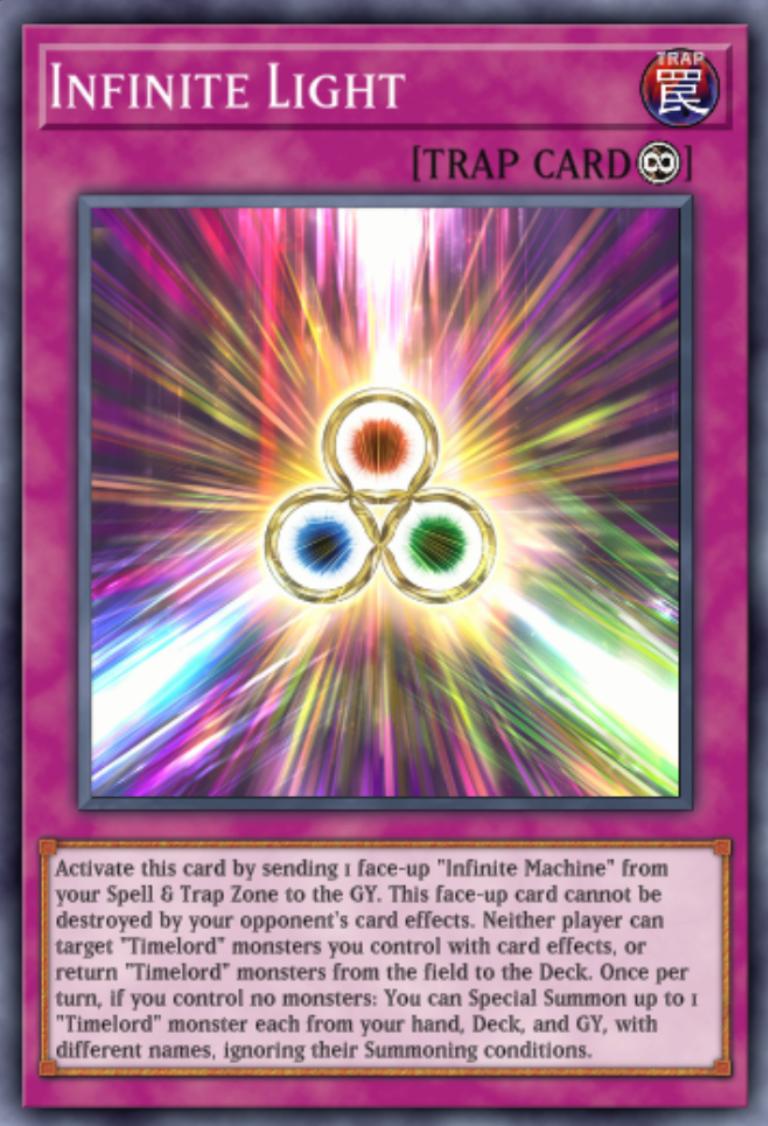 Infinite Light
TRAP
罠
[TRAP CARD]
Activate this card by sending 1 face-up "Infinite Machine" from
your Spell & Trap Zone to the GY. This face-up card cannot be
destroyed by your opponent's card effects. Neither player can
target "Timelord" monsters you control with card effects, or
return "Timelord" monsters from the field to the Deck. Once per
turn, if you control no monsters: You can Special Summon up to 1
"Timelord" monster each from your hand, Deck, and GY, with
different names, ignoring their Summoning conditions.